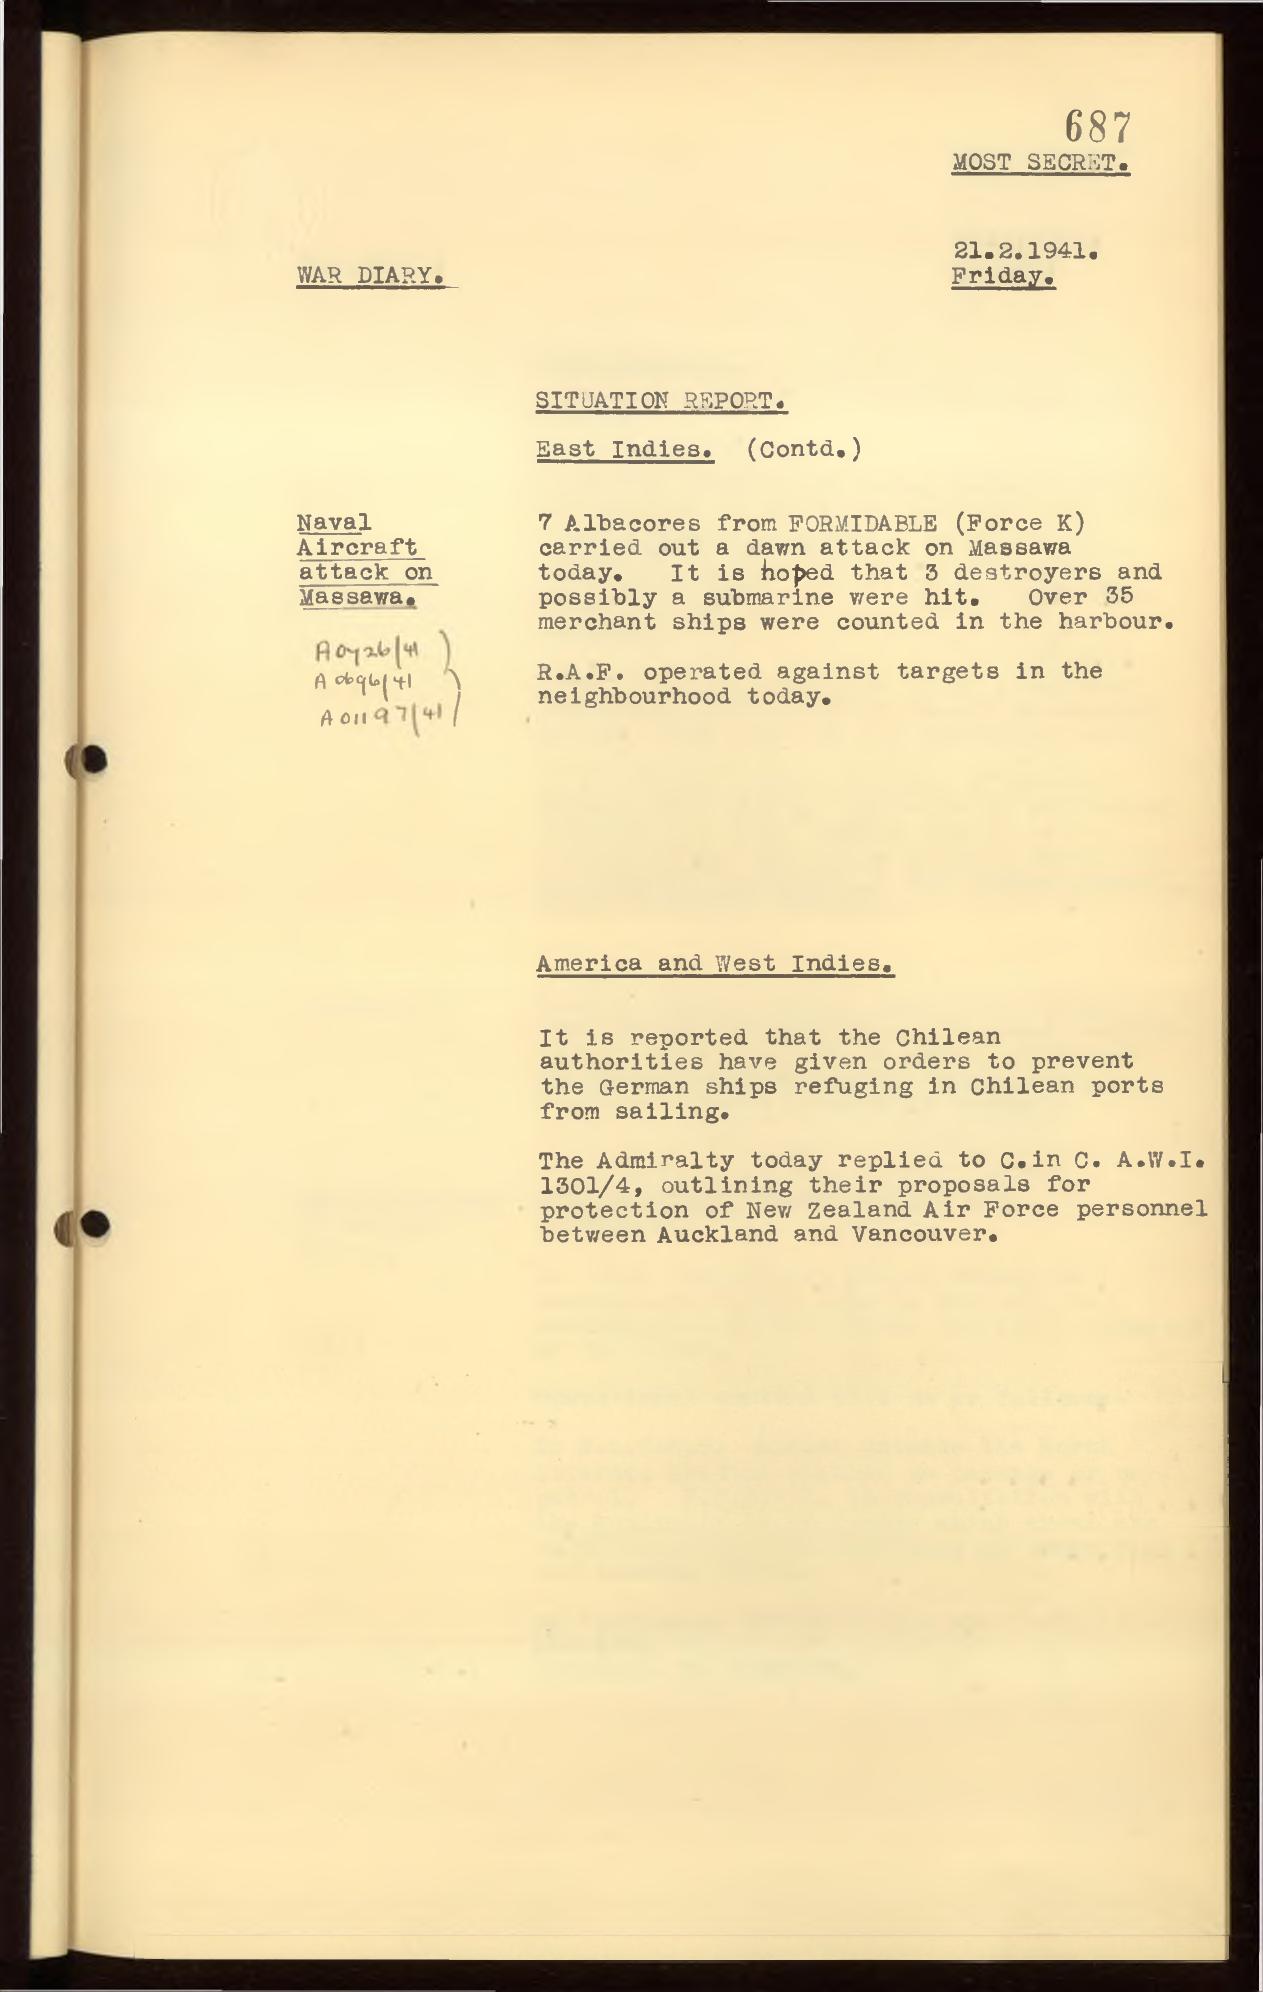 687
MOST SECRET.
21.2.1941.
WAR DIARY.
Friday.
SITUATION REPORT.
East Indies. (Contd.)
Naval
Aircraft
attack on
Massawa.
7 Albacores from FORMIDABLE (Force K)
carried out a dawn attack on Massawa
today. It is hoped that 3 destroyers and
possibly a submarine were hit. Over 35
merchant ships were counted in the harbour.
A 0696/41
A 01197/41
R.A.F. operated against targets in the
neighbourhood today.
America and West Indies.
It is reported that the Chilean
authorities have given orders to prevent
the German ships refuging in Chilean ports
from sailing.
The Admiralty today replied to C.in C. A.W.I.
1301/4, outlining their proposals for
protection of New Zealand Air Force personnel
between Auckland and Vancouver.